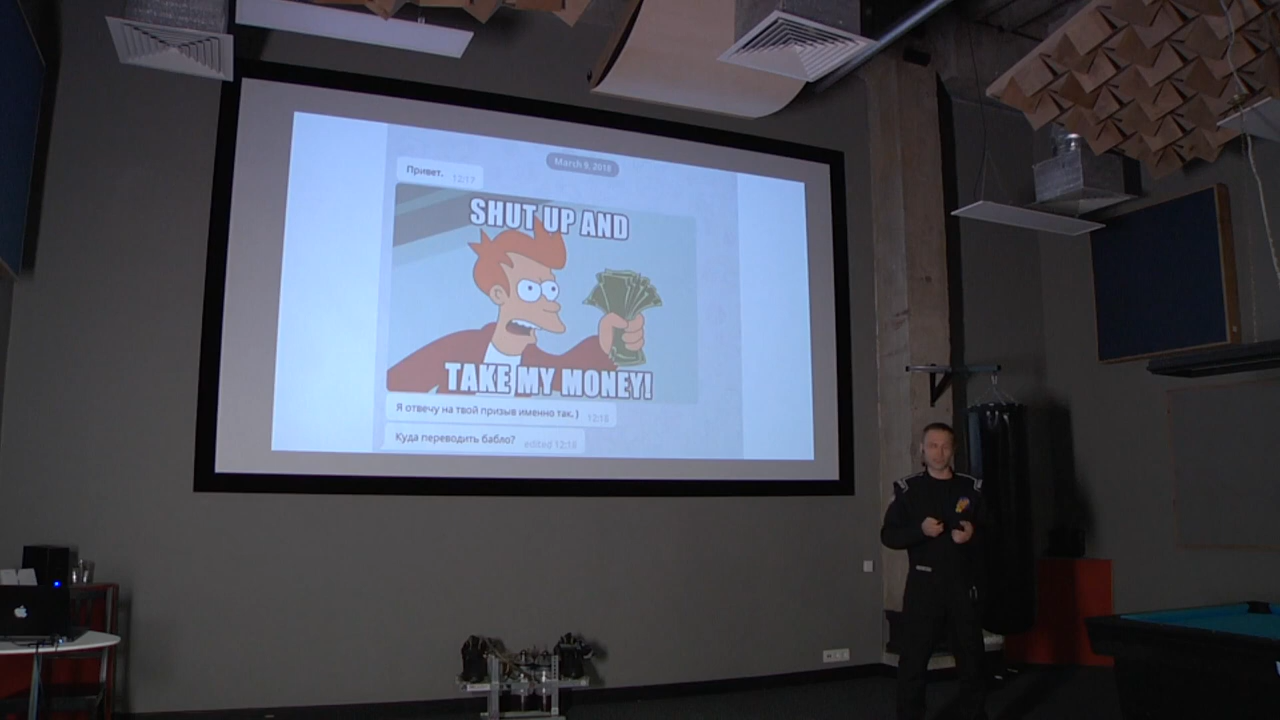 March 9, 2018
Привет. 12:17
SHUT UP AND
TAKE MY MONEY!
Я отвечу на твой призыв именно так. ) 12:18
Куда переводить бабло? edited 12:18